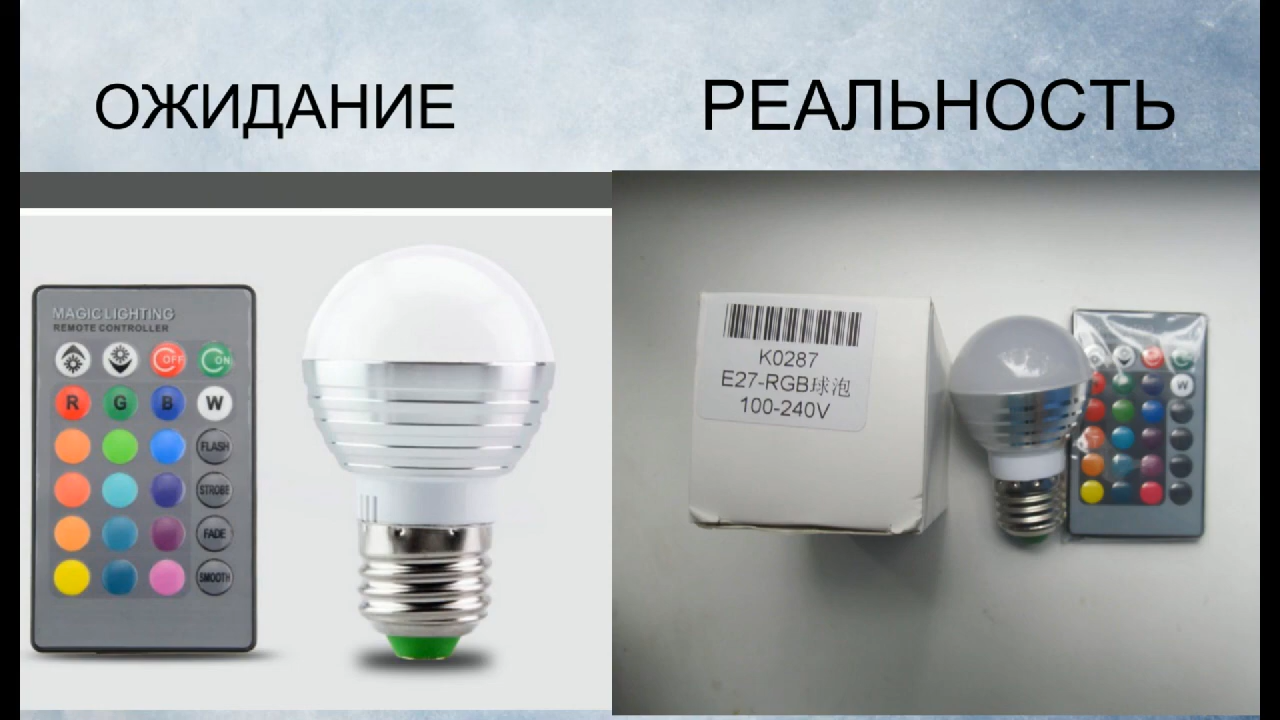 ОЖИДАНИЕ
РЕАЛЬНОСТЬ
MAGIC LIGHTING
REMOTE CONTROLLER
OFF ON
R G B W
FLASH
STROBE
FADE
SMOOTH
K0287
E27-RGB球泡
100-240V
W